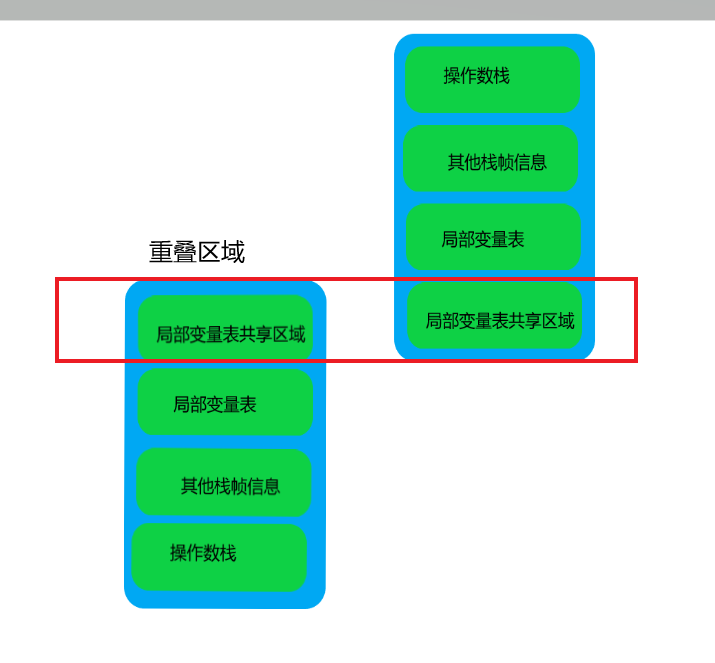 操作数栈
其他栈帧信息
局部变量表
局部变量表共享区域
重叠区域
局部变量表共享区域
局部变量表
其他栈帧信息
操作数栈